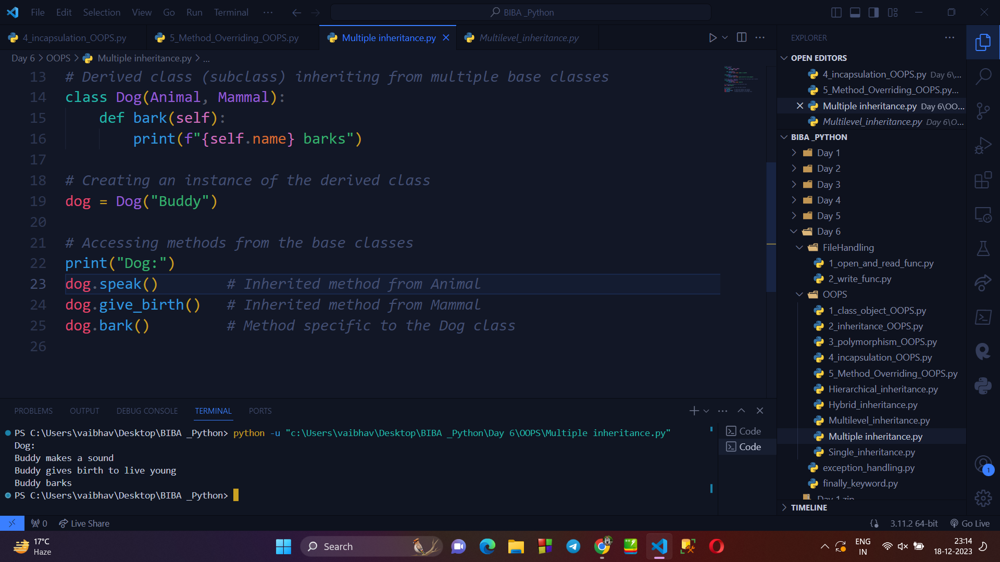 File Edit Selection View Go Run Terminal ··· BIBA _Python
4_incapsulation_OOPS.py 5_Method_Overriding_OOPS.py Multiple inheritance.py Multilevel_inheritance.py
Day 6 > OOPS > Multiple inheritance.py > ...
13 # Derived class (subclass) inheriting from multiple base classes
14 class Dog(Animal, Mammal):
15 def bark(self):
16 print(f"{self.name} barks")
17
18 # Creating an instance of the derived class
19 dog = Dog("Buddy")
20
21 # Accessing methods from the base classes
22 print("Dog:")
23 dog.speak() # Inherited method from Animal
24 dog.give_birth() # Inherited method from Mammal
25 dog.bark() # Method specific to the Dog class
26
PROBLEMS OUTPUT DEBUG CONSOLE TERMINAL PORTS
PS C:\Users\vaibhav\Desktop\BIBA _Python> python -u "c:\Users\vaibhav\Desktop\BIBA _Python\Day 6\OOPS\Multiple inheritance.py"
Dog:
Buddy makes a sound
Buddy gives birth to live young
Buddy barks
PS C:\Users\vaibhav\Desktop\BIBA _Python>
Code
Code
EXPLORER
OPEN EDITORS
4_incapsulation_OOPS.py Day 6\...
5_Method_Overriding_OOPS.py...
Multiple inheritance.py Day 6\OO...
Multilevel_inheritance.py Day 6\O...
BIBA _PYTHON
Day 1
Day 2
Day 3
Day 4
Day 5
Day 6
FileHandling
1_open_and_read_func.py
2_write_func.py
OOPS
1_class_object_OOPS.py
2_inheritance_OOPS.py
3_polymorphism_OOPS.py
4_incapsulation_OOPS.py
5_Method_Overriding_OOPS.py
Hierarchical_inheritance.py
Hybrid_inheritance.py
Multilevel_inheritance.py
Multiple inheritance.py
Single_inheritance.py
exception_handling.py
finally_keyword.py
Day 1.zip
TIMELINE
1
0 Live Share 3.11.2 64-bit Go Live
17°C
Haze
Search
ENG
IN
23:14
18-12-2023